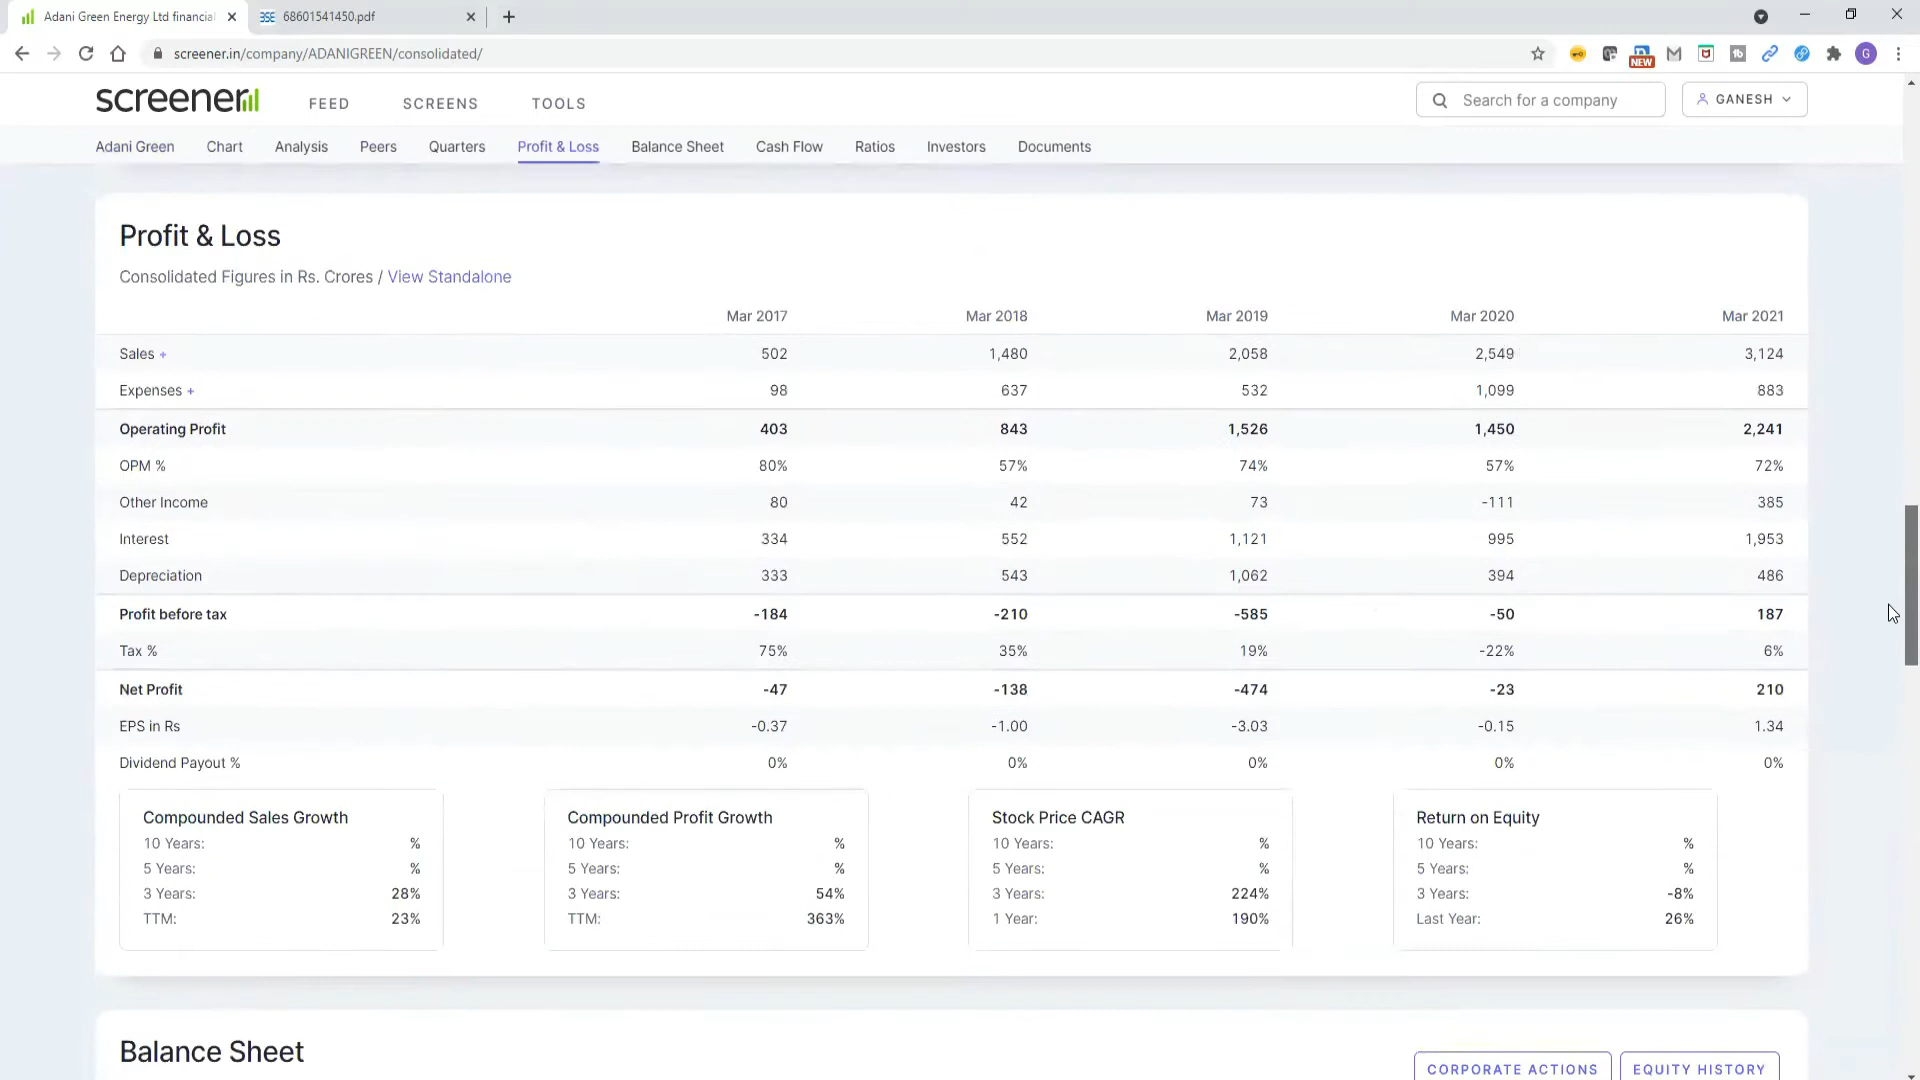 Adani Green Energy Ltd financial
68601541450.pdf
screener.in/company/ADANIGREEN/consolidated/
NEW
G
screener
FEED SCREENS TOOLS
Search for a company
GANESH
Adani Green Chart Analysis Peers Quarters Profit & Loss Balance Sheet Cash Flow Ratios Investors Documents
Profit & Loss
Consolidated Figures in Rs. Crores / View Standalone
Mar 2017 Mar 2018 Mar 2019 Mar 2020 Mar 2021
Sales + 502 1,480 2,058 2,549 3,124
Expenses + 98 637 532 1,099 883
Operating Profit 403 843 1,526 1,450 2,241
OPM % 80% 57% 74% 57% 72%
Other Income 80 42 73 -111 385
Interest 334 552 1,121 995 1,953
Depreciation 333 543 1,062 394 486
Profit before tax -184 -210 -585 -50 187
Tax % 75% 35% 19% -22% 6%
Net Profit -47 -138 -474 -23 210
EPS in Rs -0.37 -1.00 -3.03 -0.15 1.34
Dividend Payout % 0% 0% 0% 0% 0%
Compounded Sales Growth
10 Years: %
5 Years: %
3 Years: 28%
TTM: 23%
Compounded Profit Growth
10 Years: %
5 Years: %
3 Years: 54%
TTM: 363%
Stock Price CAGR
10 Years: %
5 Years: %
3 Years: 224%
1 Year: 190%
Return on Equity
10 Years: %
5 Years: %
3 Years: -8%
Last Year: 26%
Balance Sheet
CORPORATE ACTIONS EQUITY HISTORY